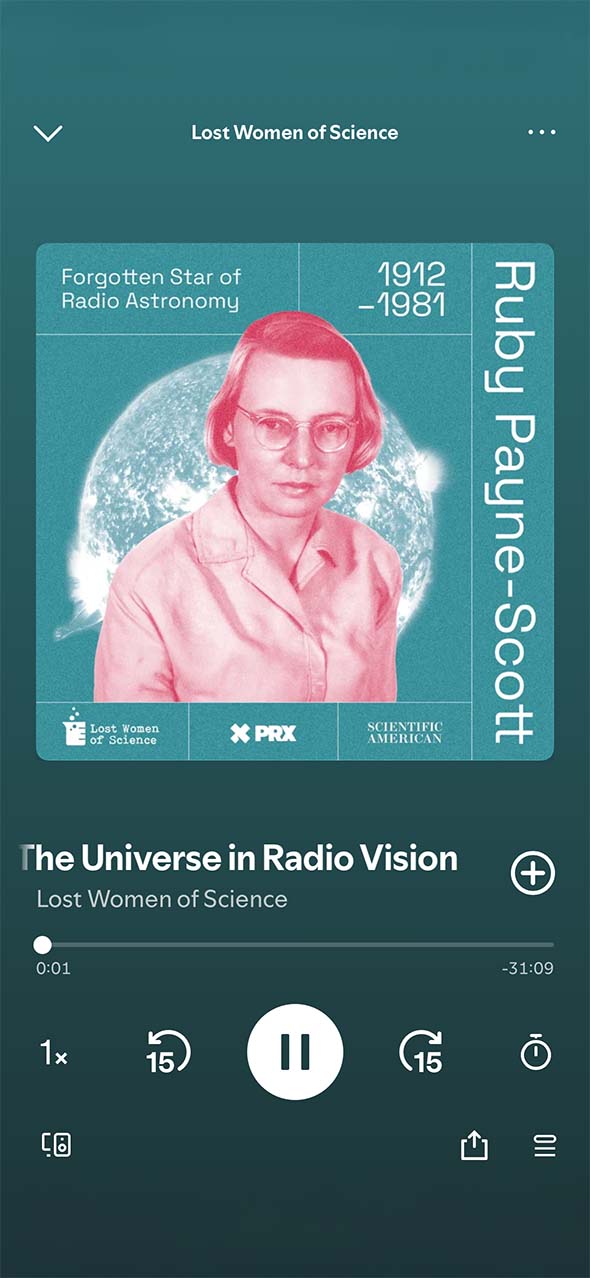 Lost Women of Science
Forgotten Star of
Radio Astronomy
1912
–1981
Ruby Payne-Scott
Lost Women
of Science
PRX
SCIENTIFIC
AMERICAN
The Universe in Radio Vision
Lost Women of Science
0:01
-31:09
1x
15
15